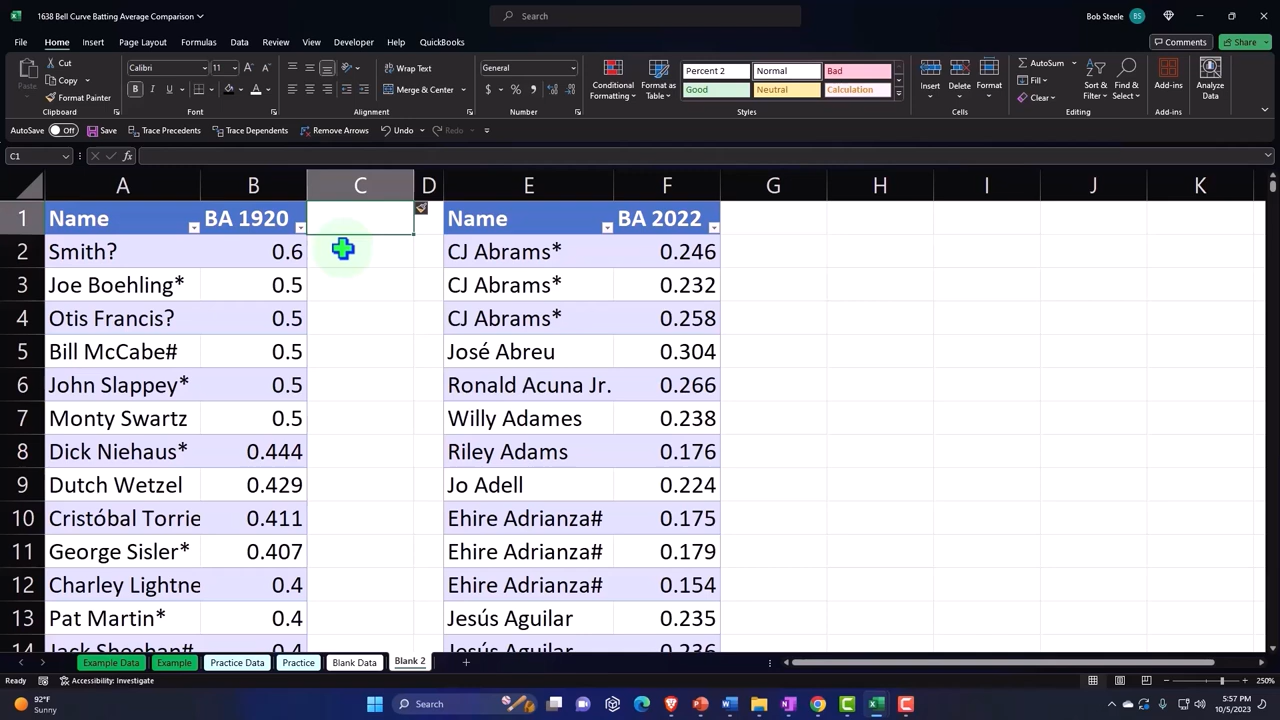 1638 Bell Curve Batting Average Comparison
Search
Bob Steele
BS
File Home Insert Page Layout Formulas Data Review View Developer Help QuickBooks
Comments
Share
Paste
Cut
Copy
Format Painter
Clipboard
Calibri
11
Font
Wrap Text
Merge & Center
Alignment
General
Number
Conditional Formatting
Format as Table
Percent 2
Normal
Bad
Good
Neutral
Calculation
Styles
Insert
Delete
Format
Cells
AutoSum
Fill
Clear
Sort & Filter
Find & Select
Editing
Add-ins
Add-ins
Analyze Data
AutoSave Off Save Trace Precedents Trace Dependents Remove Arrows Undo Redo
C1 fx
A B C D E F G H I J K
1 Name BA 1920 Name BA 2022
2 Smith? 0.6 CJ Abrams* 0.246
3 Joe Boehling* 0.5 CJ Abrams* 0.232
4 Otis Francis? 0.5 CJ Abrams* 0.258
5 Bill McCabe# 0.5 José Abreu 0.304
6 John Slappey* 0.5 Ronald Acuna Jr. 0.266
7 Monty Swartz 0.5 Willy Adames 0.238
8 Dick Niehaus* 0.444 Riley Adams 0.176
9 Dutch Wetzel 0.429 Jo Adell 0.224
10 Cristóbal Torrie 0.411 Ehire Adrianza# 0.175
11 George Sisler* 0.407 Ehire Adrianza# 0.179
12 Charley Lightne 0.4 Ehire Adrianza# 0.154
13 Pat Martin* 0.4 Jesús Aguilar 0.235
Jack Sheehan# 0.4 Jesús Aguilar 0.236
Example Data Example Practice Data Practice Blank Data Blank 2
Ready
Accessibility: Investigate
250%
92°F
Sunny
Search
5:57 PM
10/5/2023